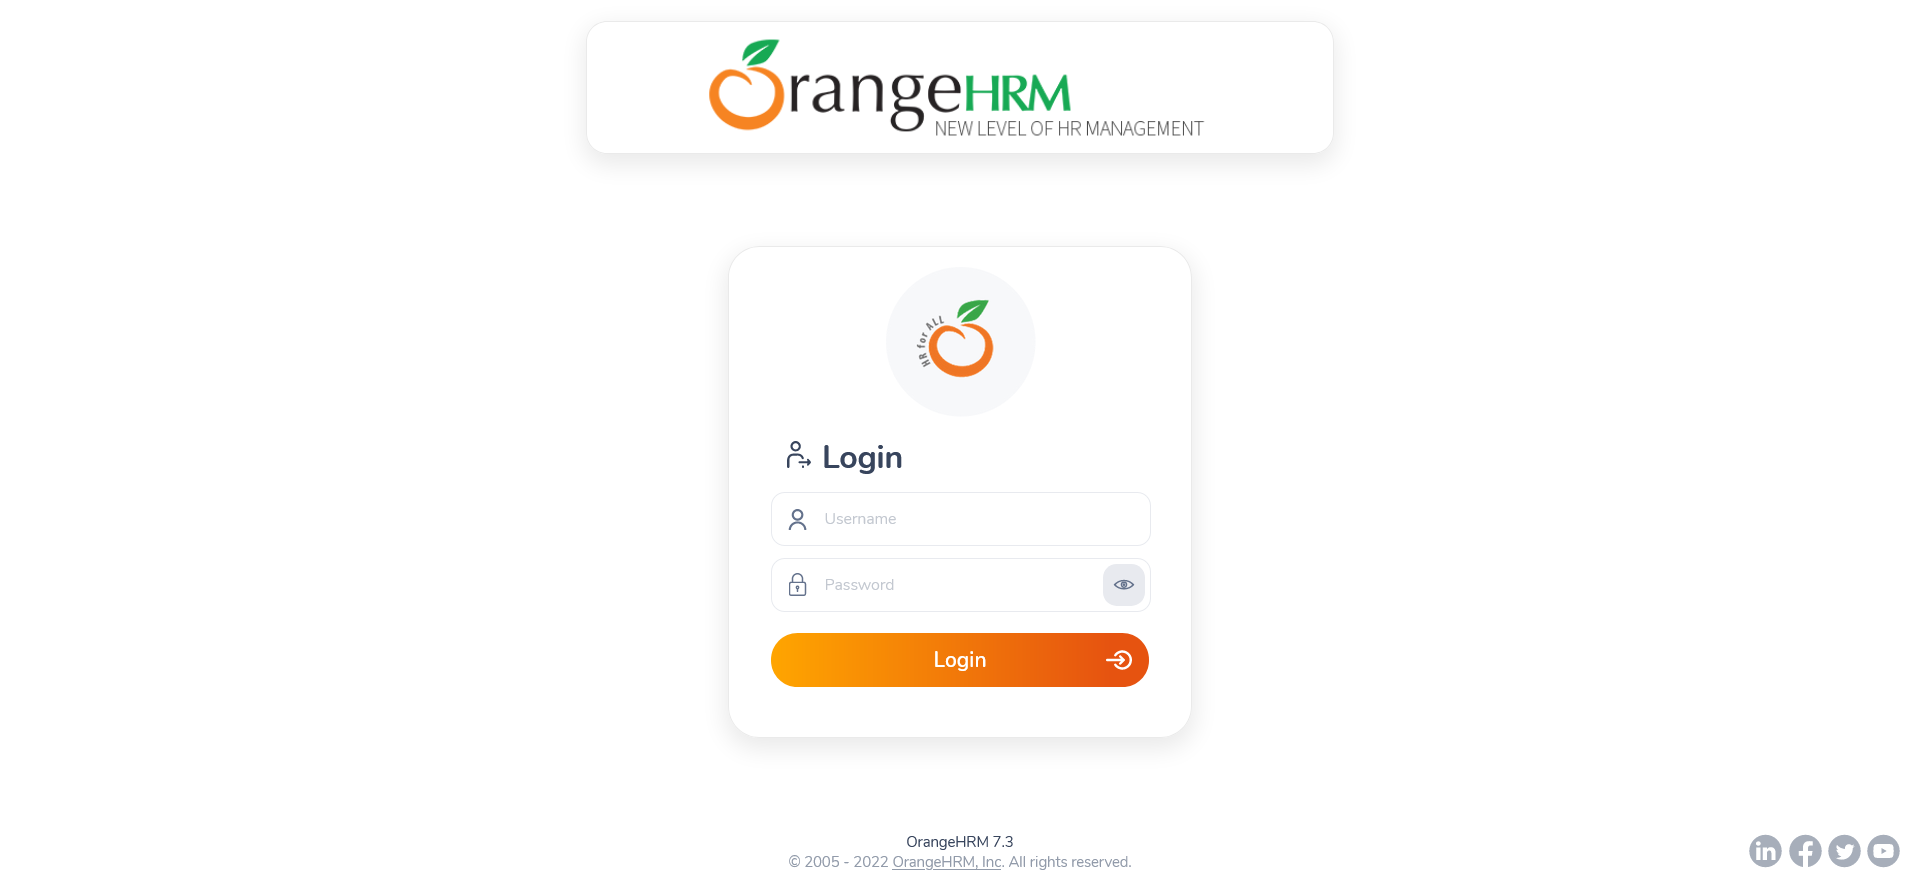 OrangeHRM
NEW LEVEL OF HR MANAGEMENT
HR for ALL
Login
Username
Password
Login
OrangeHRM 7.3
© 2005 - 2022 OrangeHRM, Inc. All rights reserved.